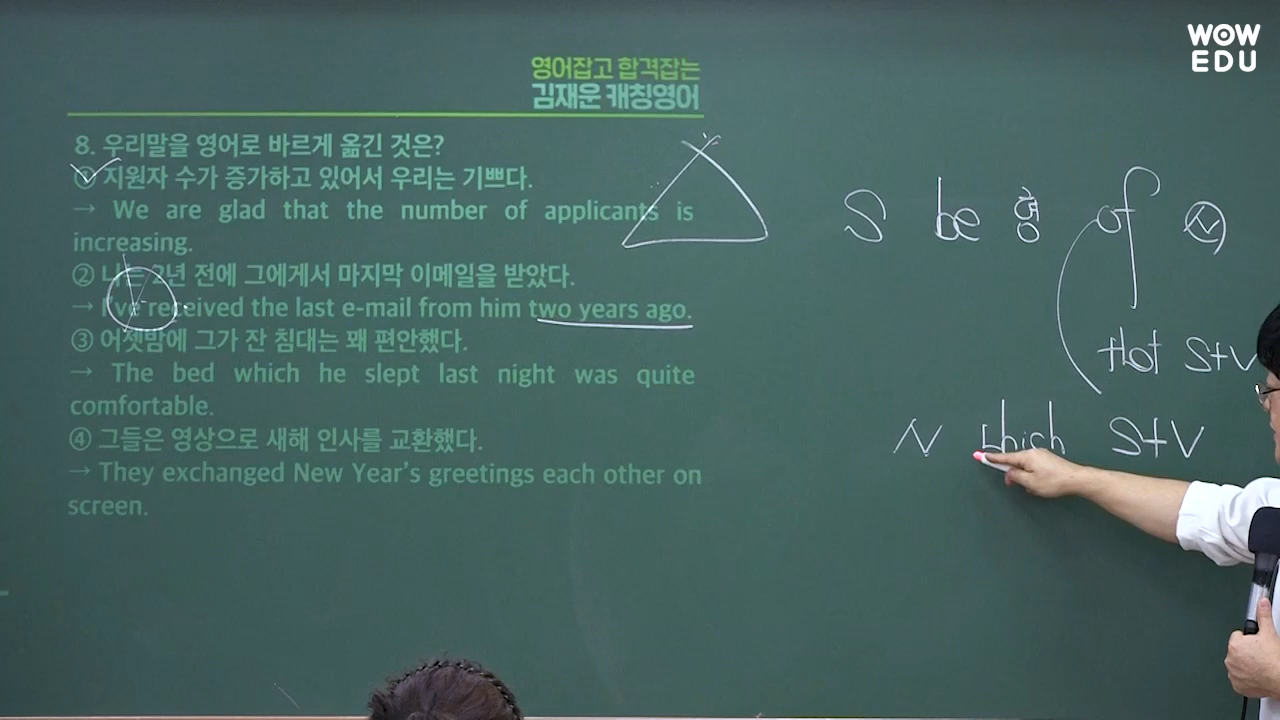 WOW
EDU
영어잡고 합격잡는
김재운 캐칭영어
8. 우리말을 영어로 바르게 옮긴 것은?
① 지원자 수가 증가하고 있어서 우리는 기쁘다.
→ We are glad that the number of applicants is
increasing.
② 나는 2년 전에 그에게서 마지막 이메일을 받았다.
→ I've received the last e-mail from him two years ago.
③ 어젯밤에 그가 잔 침대는 꽤 편안했다.
→ The bed which he slept last night was quite
comfortable.
④ 그들은 영상으로 새해 인사를 교환했다.
→ They exchanged New Year's greetings each other on
screen.
S be 형 of N
that S+V
N which S+V